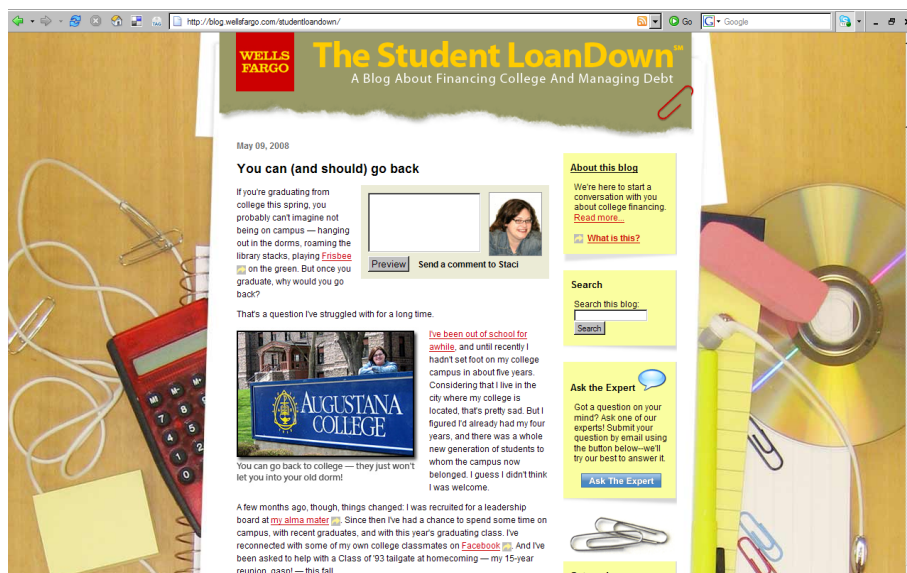 http://blog.wellsfargo.com/studentloandown/
Go
G
Google
WELLS
FARGO
The Student LoanDown℠
A Blog About Financing College And Managing Debt
May 09, 2008
You can (and should) go back
If you're graduating from
college this spring, you
probably can't imagine not
being on campus — hanging
out in the dorms, roaming the
library stacks, playing Frisbee
on the green. But once you
graduate, why would you go
back?
Preview
Send a comment to Staci
That's a question I've struggled with for a long time.
AUGUSTANA
COLLEGE
You can go back to college — they just won't
let you into your old dorm!
I've been out of school for
awhile, and until recently I
hadn't set foot on my college
campus in about five years.
Considering that I live in the
city where my college is
located, that's pretty sad. But I
figured I'd already had my four
years, and there was a whole
new generation of students to
whom the campus now
belonged. I guess I didn't think
I was welcome.
A few months ago, though, things changed: I was recruited for a leadership
board at my alma mater. Since then I've had a chance to spend some time on
campus, with recent graduates, and with this year's graduating class. I've
reconnected with some of my own college classmates on Facebook. And I've
been asked to help with a Class of '93 tailgate at homecoming — my 15-year
reunion, gasp! — this fall.
About this blog
We're here to start a
conversation with you
about college financing.
Read more...
What is this?
Search
Search this blog:
Search
Ask the Expert
Got a question on your
mind? Ask one of our
experts! Submit your
question by email using
the button below--we'll
try our best to answer it.
Ask The Expert